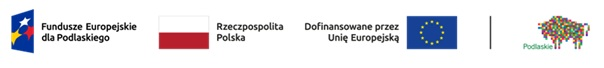 Fundusze Europejskie
dla Podlaskiego
Rzeczpospolita
Polska
Dofinansowane przez
Unię Europejską
Podlaskie